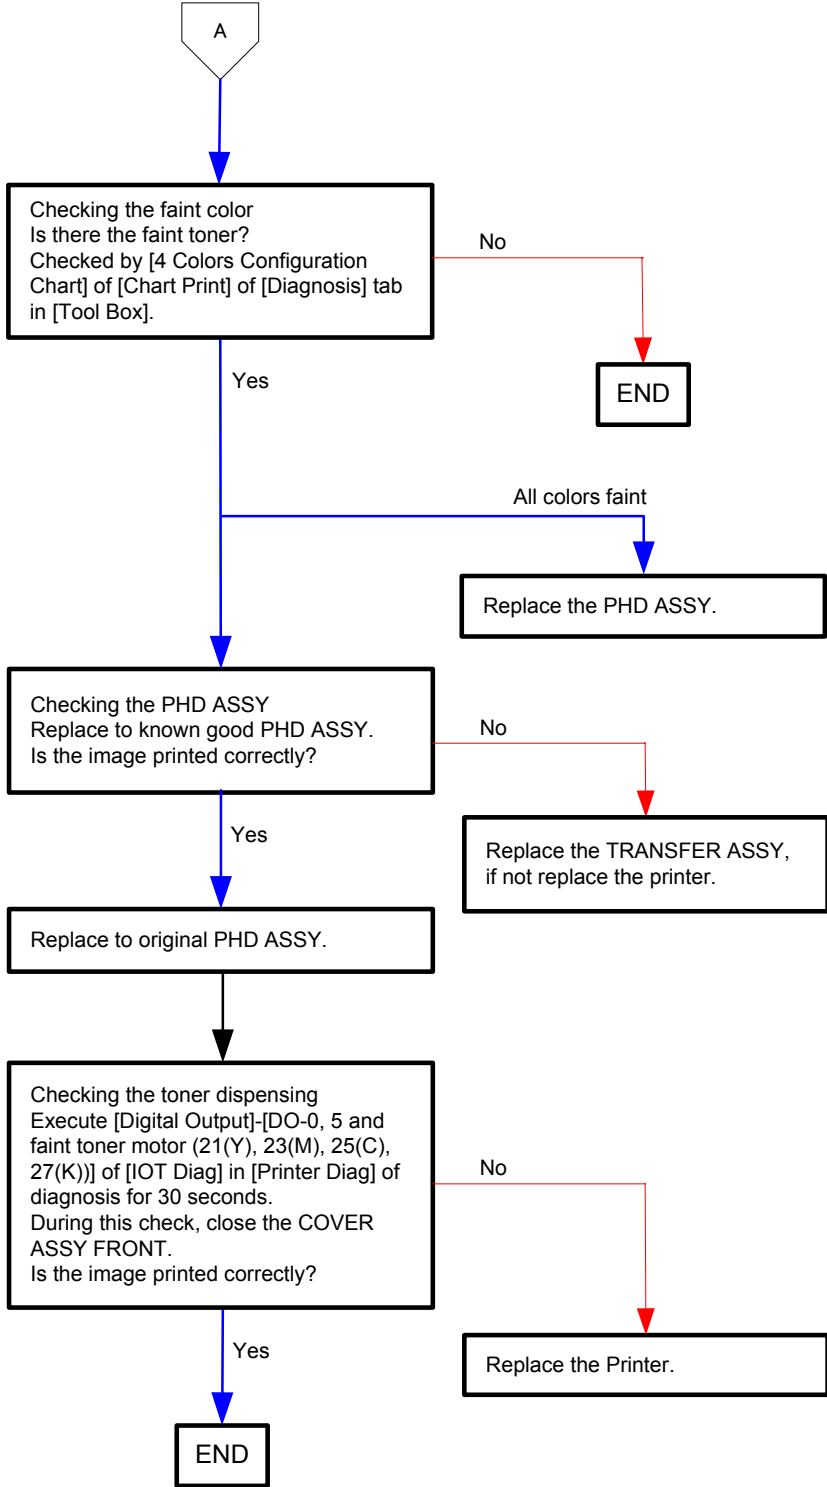 A
Checking the faint color
Is there the faint toner?
Checked by [4 Colors Configuration
Chart] of [Chart Print] of [Diagnosis] tab
in [Tool Box].
No
END
Yes
All colors faint
Replace the PHD ASSY.
Checking the PHD ASSY
Replace to known good PHD ASSY.
Is the image printed correctly?
No
Replace the TRANSFER ASSY,
if not replace the printer.
Yes
Replace to original PHD ASSY.
Checking the toner dispensing
Execute [Digital Output]-[DO-0, 5 and
faint toner motor (21(Y), 23(M), 25(C),
27(K))] of [IOT Diag] in [Printer Diag] of
diagnosis for 30 seconds.
During this check, close the COVER
ASSY FRONT.
Is the image printed correctly?
No
Replace the Printer.
Yes
END